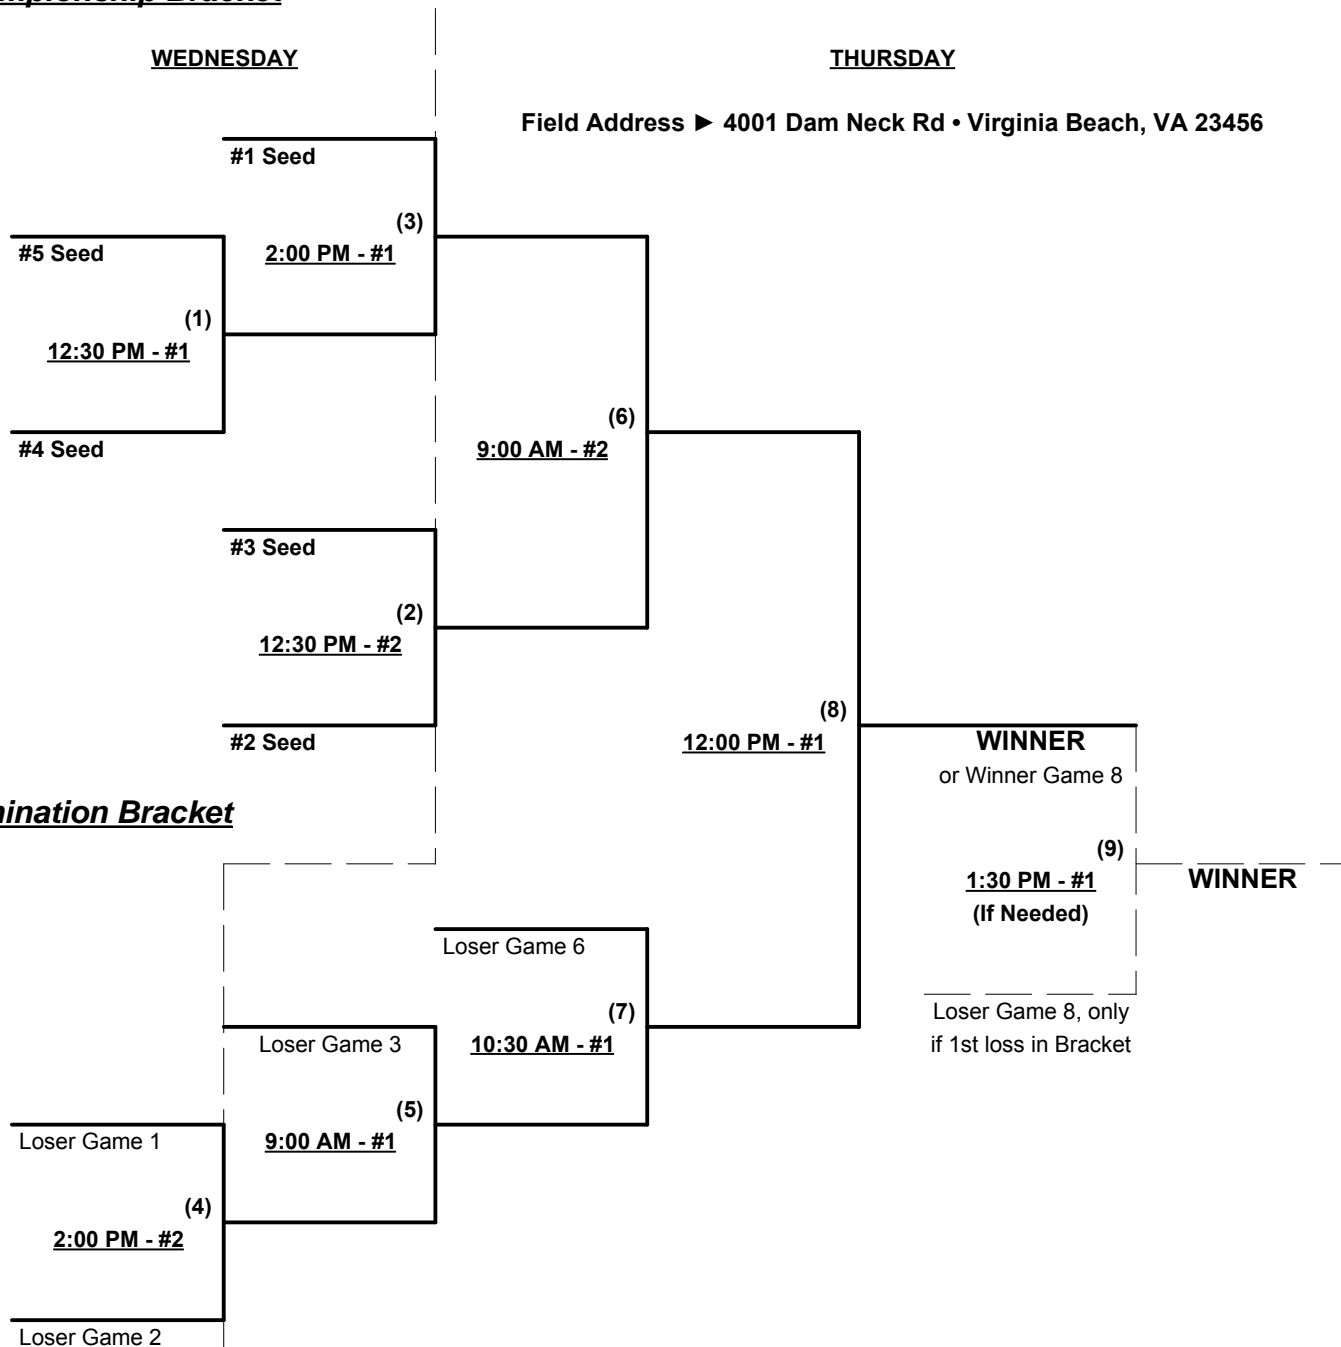 Bracket
WEDNESDAY
THURSDAY
Field Address ► 4001 Dam Neck Rd • Virginia Beach, VA 23456
#1 Seed
(3)
2:00 PM - #1
#5 Seed
(1)
12:30 PM - #1
#4 Seed
(6)
9:00 AM - #2
#3 Seed
(2)
12:30 PM - #2
#2 Seed
(8)
12:00 PM - #1
WINNER
or Winner Game 8
mination Bracket
(9)
1:30 PM - #1
(If Needed)
WINNER
Loser Game 6
(7)
10:30 AM - #1
Loser Game 8, only
if 1st loss in Bracket
Loser Game 3
(5)
9:00 AM - #1
Loser Game 1
(4)
2:00 PM - #2
Loser Game 2